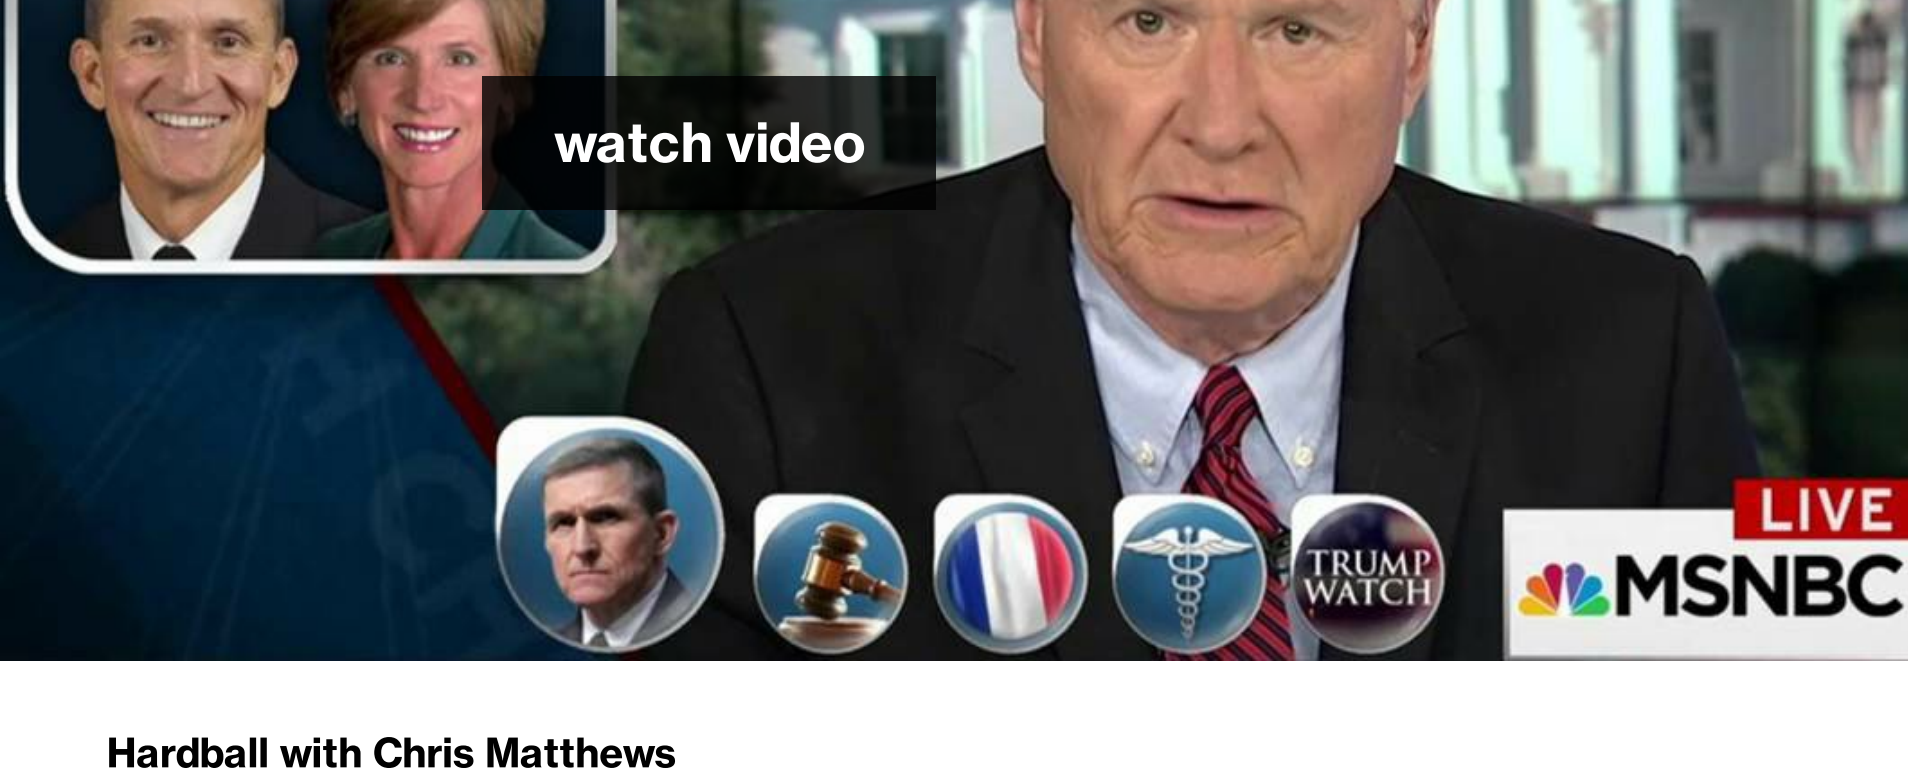 watch video
TRUMP
WATCH
LIVE
MSNBC
Hardball with Chris Matthews